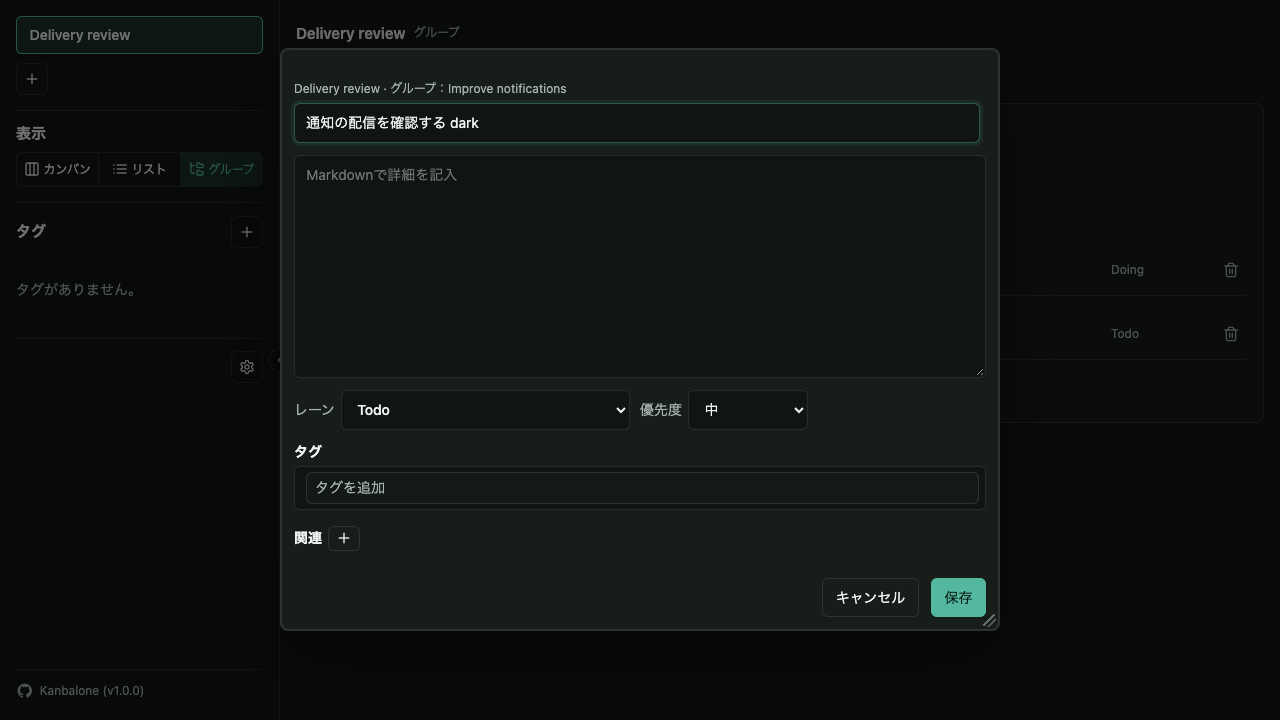 Delivery review
表示
カンバン
リスト
グループ
タグ
タグがありません。
Kanbalone (v1.0.0)
Delivery review グループ
Doing
Todo
Delivery review · グループ：Improve notifications
通知の配信を確認する dark
Markdownで詳細を記入
レーン Todo 優先度 中
タグ
タグを追加
関連
キャンセル 保存